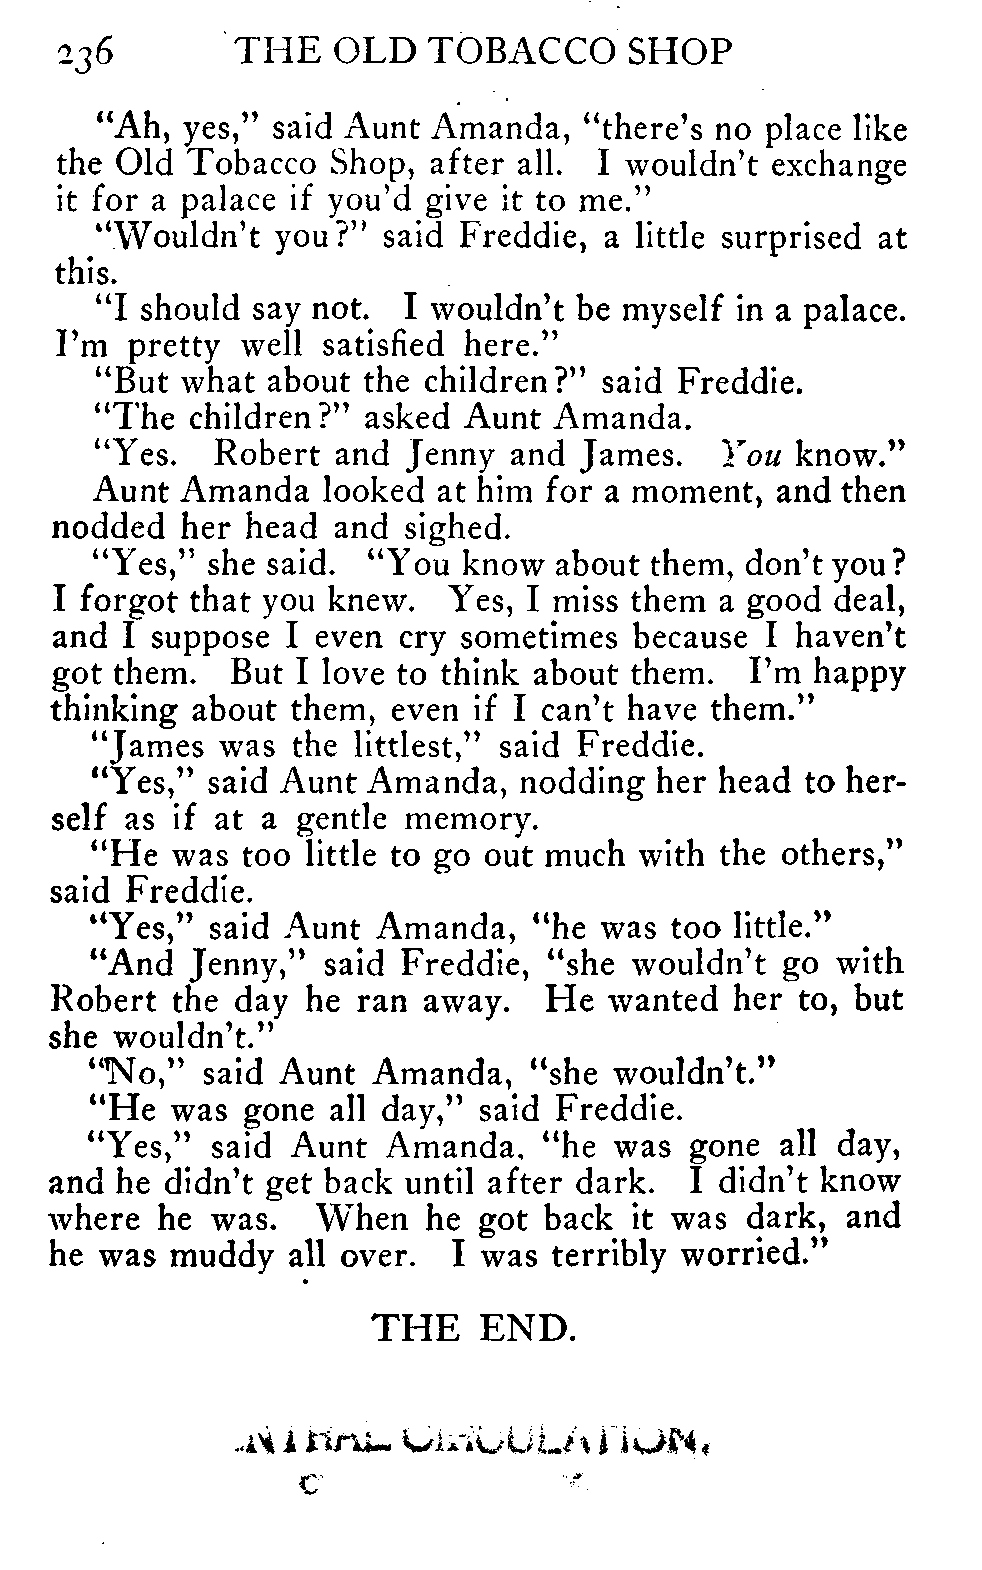 236 THE OLD TOBACCO SHOP
"Ah, yes," said Aunt Amanda, "there's no place like
the Old Tobacco Shop, after all. I wouldn't exchange
it for a palace if you'd give it to me."
"Wouldn't you?" said Freddie, a little surprised at
this.
"I should say not. I wouldn't be myself in a palace.
I'm pretty well satisfied here."
"But what about the children?" said Freddie.
"The children?" asked Aunt Amanda.
"Yes. Robert and Jenny and James. You know."
Aunt Amanda looked at him for a moment, and then
nodded her head and sighed.
"Yes," she said. "You know about them, don't you?
I forgot that you knew. Yes, I miss them a good deal,
and I suppose I even cry sometimes because I haven't
got them. But I love to think about them. I'm happy
thinking about them, even if I can't have them."
"James was the littlest," said Freddie.
"Yes," said Aunt Amanda, nodding her head to her-
self as if at a gentle memory.
"He was too little to go out much with the others,"
said Freddie.
"Yes," said Aunt Amanda, "he was too little."
"And Jenny," said Freddie, "she wouldn't go with
Robert the day he ran away. He wanted her to, but
she wouldn't."
"No," said Aunt Amanda, "she wouldn't."
"He was gone all day," said Freddie.
"Yes," said Aunt Amanda, "he was gone all day,
and he didn't get back until after dark. I didn't know
where he was. When he got back it was dark, and
he was muddy all over. I was terribly worried."
THE END.
CIRCULATION,